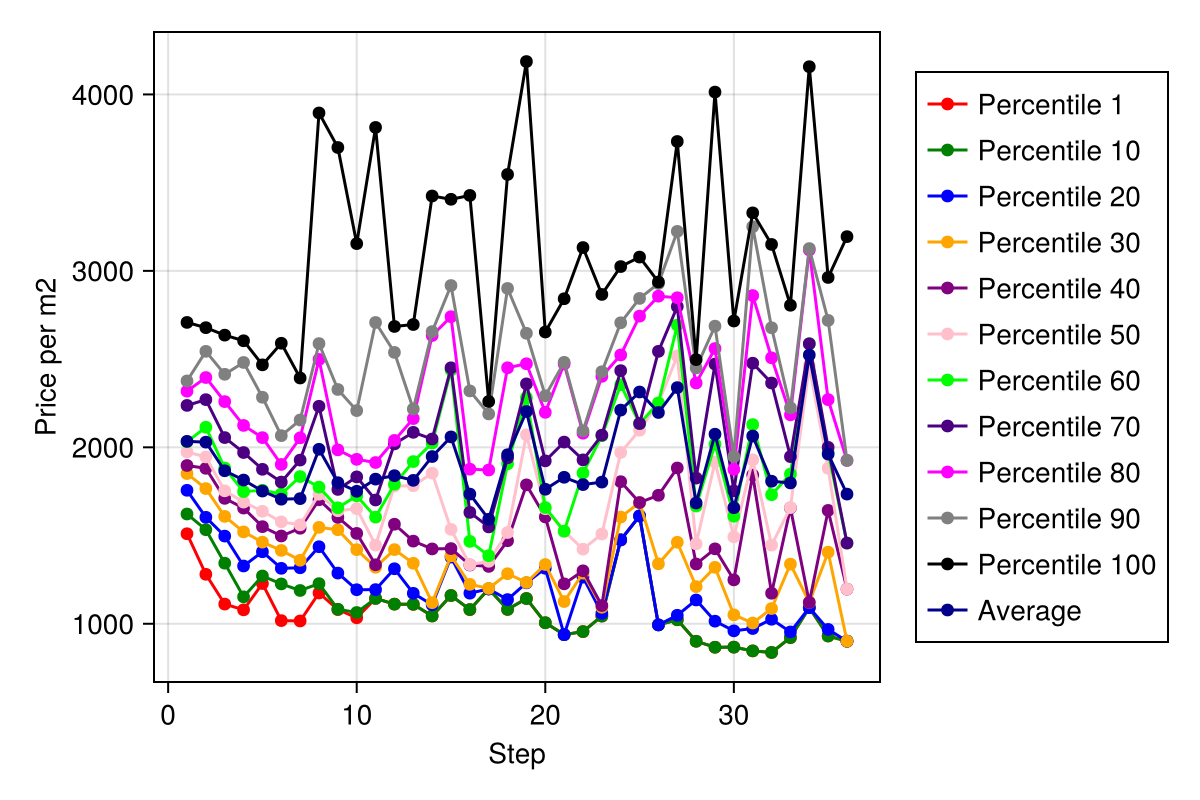 4000
3000
2000
1000
Price per m2
0
10
20
30
Step
Percentile 1
Percentile 10
Percentile 20
Percentile 30
Percentile 40
Percentile 50
Percentile 60
Percentile 70
Percentile 80
Percentile 90
Percentile 100
Average